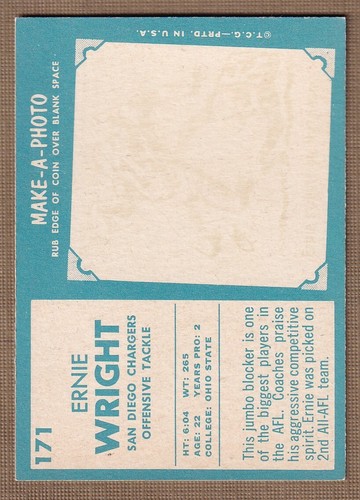 171
ERNIE
WRIGHT
SAN DIEGO CHARGERS
OFFENSIVE TACKLE
HT: 6:04 WT: 265
AGE: 22 YEARS PRO: 2
COLLEGE: OHIO STATE
This jumbo blocker is one
of the biggest players in
the AFL. Coaches praise
his aggressive competitive
spirit. Ernie was picked on
2nd All-AFL team.
MAKE-A-PHOTO
RUB EDGE OF COIN OVER BLANK SPACE
©T.C.G.—PRTD. IN U.S.A.